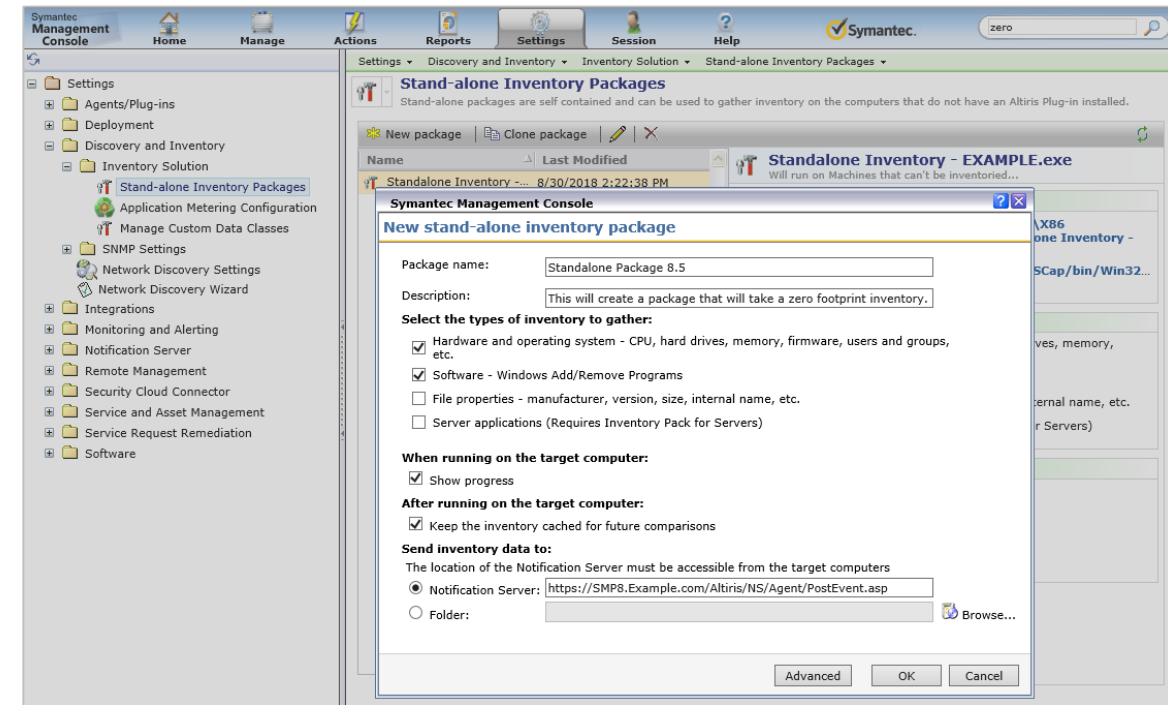 Symantec
Management
Console
Home
Manage
Actions
Reports
Settings
Session
Help
Symantec.
zero
Settings Discovery and Inventory Inventory Solution Stand-alone Inventory Packages
Settings
Agents/Plug-ins
Deployment
Discovery and Inventory
Inventory Solution
Stand-alone Inventory Packages
Application Metering Configuration
Manage Custom Data Classes
SNMP Settings
Network Discovery Settings
Network Discovery Wizard
Integrations
Monitoring and Alerting
Notification Server
Remote Management
Security Cloud Connector
Service and Asset Management
Service Request Remediation
Software
Stand-alone Inventory Packages
Stand-alone packages are self contained and can be used to gather inventory on the computers that do not have an Altiris Plug-in installed.
New package Clone package
Name Last Modified
Standalone Inventory -... 8/30/2018 2:22:38 PM
Standalone Inventory - EXAMPLE.exe
Will run on Machines that can't be inventoried...
\X86
one Inventory -
SCap/bin/Win32...
ves, memory,
ternal name, etc.
r Servers)
Symantec Management Console
New stand-alone inventory package
Package name: Standalone Package 8.5
Description: This will create a package that will take a zero footprint inventory.
Select the types of inventory to gather:
Hardware and operating system - CPU, hard drives, memory, firmware, users and groups,
etc.
Software - Windows Add/Remove Programs
File properties - manufacturer, version, size, internal name, etc.
Server applications (Requires Inventory Pack for Servers)
When running on the target computer:
Show progress
After running on the target computer:
Keep the inventory cached for future comparisons
Send inventory data to:
The location of the Notification Server must be accessible from the target computers
Notification Server: https://SMP8.Example.com/Altiris/NS/Agent/PostEvent.asp
Folder:
Browse...
Advanced OK Cancel